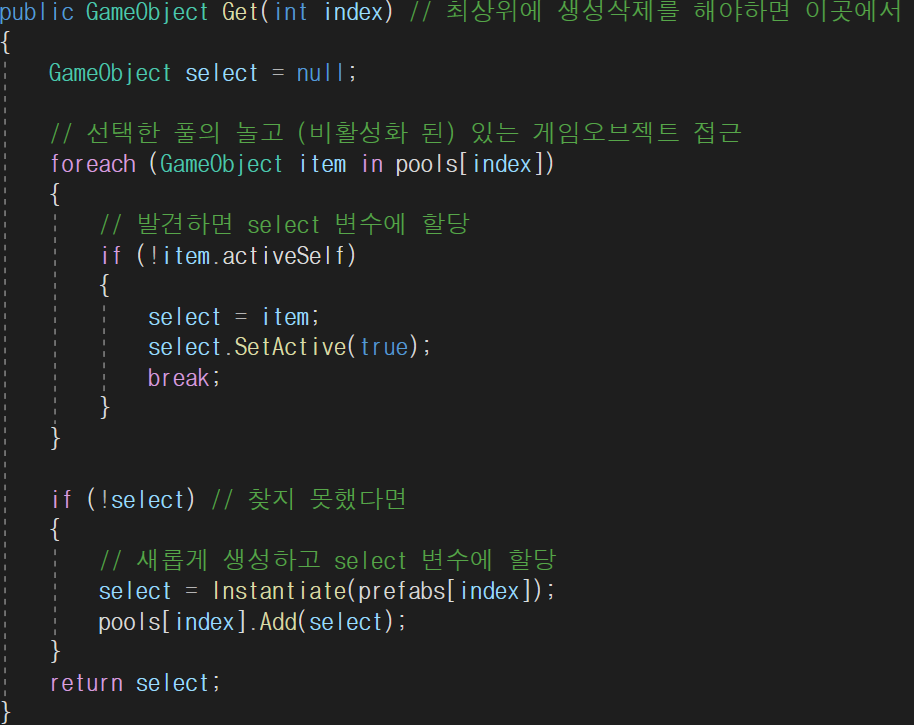 public GameObject Get(int index) // 최상위에 생성삭제를 해야하면 이곳에서
{
GameObject select = null;
// 선택한 풀의 놀고 (비활성화 된) 있는 게임오브젝트 접근
foreach (GameObject item in pools[index])
{
// 발견하면 select 변수에 할당
if (!item.activeSelf)
{
select = item;
select.SetActive(true);
break;
}
}
if (!select) // 찾지 못했다면
{
// 새롭게 생성하고 select 변수에 할당
select = Instantiate(prefabs[index]);
pools[index].Add(select);
}
return select;
}